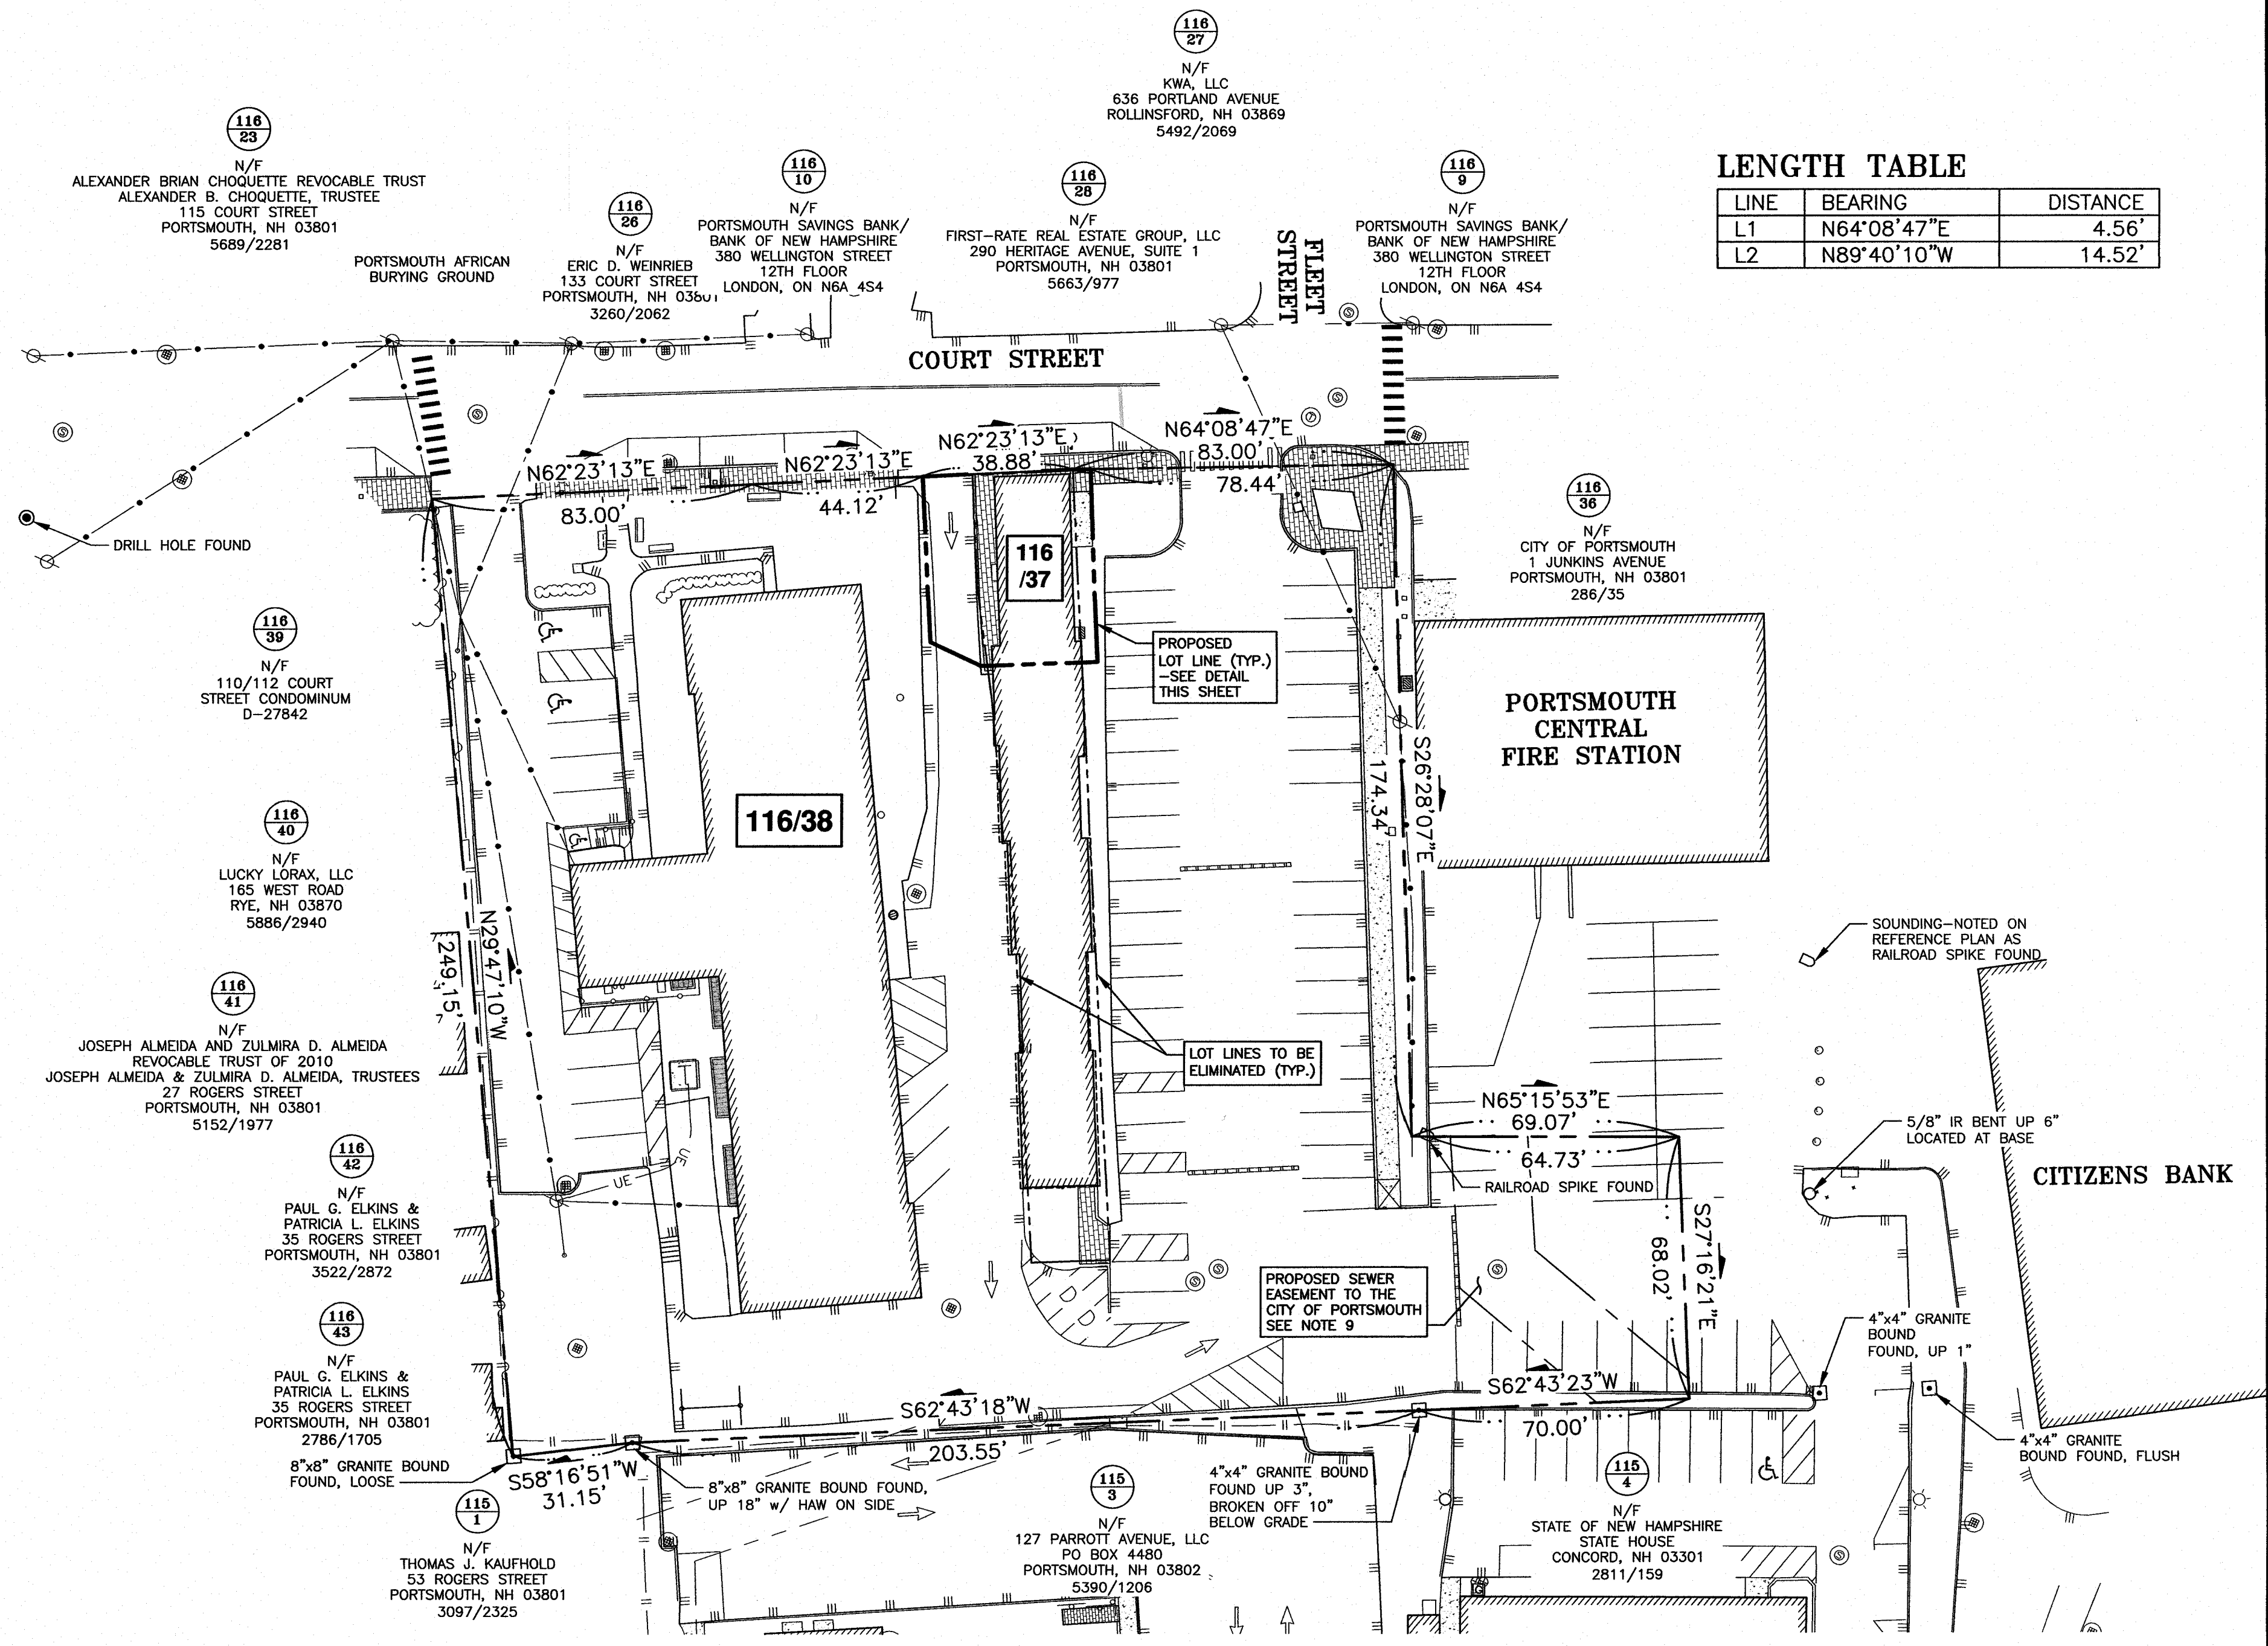 116
27
N/F
KWA, LLC
636 PORTLAND AVENUE
ROLLINSFORD, NH 03869
5492/2069
116
23
N/F
ALEXANDER BRIAN CHOQUETTE REVOCABLE TRUST
ALEXANDER B. CHOQUETTE, TRUSTEE
115 COURT STREET
PORTSMOUTH, NH 03801
5689/2281
PORTSMOUTH AFRICAN
BURYING GROUND
116
26
N/F
ERIC D. WEINRIEB
133 COURT STREET
PORTSMOUTH, NH 03801
3260/2062
116
10
N/F
PORTSMOUTH SAVINGS BANK/
BANK OF NEW HAMPSHIRE
380 WELLINGTON STREET
12TH FLOOR
LONDON, ON N6A 4S4
116
28
N/F
FIRST-RATE REAL ESTATE GROUP, LLC
290 HERITAGE AVENUE, SUITE 1
PORTSMOUTH, NH 03801
5663/977
FLEET
STREET
116
9
N/F
PORTSMOUTH SAVINGS BANK/
BANK OF NEW HAMPSHIRE
380 WELLINGTON STREET
12TH FLOOR
LONDON, ON N6A 4S4
LENGTH TABLE
LINE BEARING DISTANCE
L1 N64°08'47"E 4.56'
L2 N89°40'10"W 14.52'
COURT STREET
N62°23'13"E
83.00'
N62°23'13"E
44.12'
N62°23'13"E
38.88'
N64°08'47"E
83.00'
78.44'
DRILL HOLE FOUND
116
/37
116
36
N/F
CITY OF PORTSMOUTH
1 JUNKINS AVENUE
PORTSMOUTH, NH 03801
286/35
116
39
N/F
110/112 COURT
STREET CONDOMINUM
D-27842
PROPOSED
LOT LINE (TYP.)
-SEE DETAIL
THIS SHEET
PORTSMOUTH
CENTRAL
FIRE STATION
S26°28'07"E
174.34'
116/38
116
40
N/F
LUCKY LORAX, LLC
165 WEST ROAD
RYE, NH 03870
5886/2940
N29°47'10"W
249.15'
SOUNDING-NOTED ON
REFERENCE PLAN AS
RAILROAD SPIKE FOUND
116
41
N/F
JOSEPH ALMEIDA AND ZULMIRA D. ALMEIDA
REVOCABLE TRUST OF 2010
JOSEPH ALMEIDA & ZULMIRA D. ALMEIDA, TRUSTEES
27 ROGERS STREET
PORTSMOUTH, NH 03801
5152/1977
LOT LINES TO BE
ELIMINATED (TYP.)
N65°15'53"E
69.07'
64.73'
RAILROAD SPIKE FOUND
5/8" IR BENT UP 6"
LOCATED AT BASE
CITIZENS BANK
116
42
N/F
PAUL G. ELKINS &
PATRICIA L. ELKINS
35 ROGERS STREET
PORTSMOUTH, NH 03801
3522/2872
UE
UE
S27°16'21"E
68.02'
PROPOSED SEWER
EASEMENT TO THE
CITY OF PORTSMOUTH
SEE NOTE 9
4"x4" GRANITE
BOUND
FOUND, UP 1"
116
43
N/F
PAUL G. ELKINS &
PATRICIA L. ELKINS
35 ROGERS STREET
PORTSMOUTH, NH 03801
2786/1705
S62°43'18"W
203.55'
S62°43'23"W
70.00'
8"x8" GRANITE BOUND
FOUND, LOOSE
S58°16'51"W
31.15'
8"x8" GRANITE BOUND FOUND,
UP 18" w/ HAW ON SIDE
4"x4" GRANITE BOUND
FOUND UP 3",
BROKEN OFF 10"
BELOW GRADE
4"x4" GRANITE
BOUND FOUND, FLUSH
115
1
N/F
THOMAS J. KAUFHOLD
53 ROGERS STREET
PORTSMOUTH, NH 03801
3097/2325
115
3
N/F
127 PARROTT AVENUE, LLC
PO BOX 4480
PORTSMOUTH, NH 03802
5390/1206
115
4
N/F
STATE OF NEW HAMPSHIRE
STATE HOUSE
CONCORD, NH 03301
2811/159